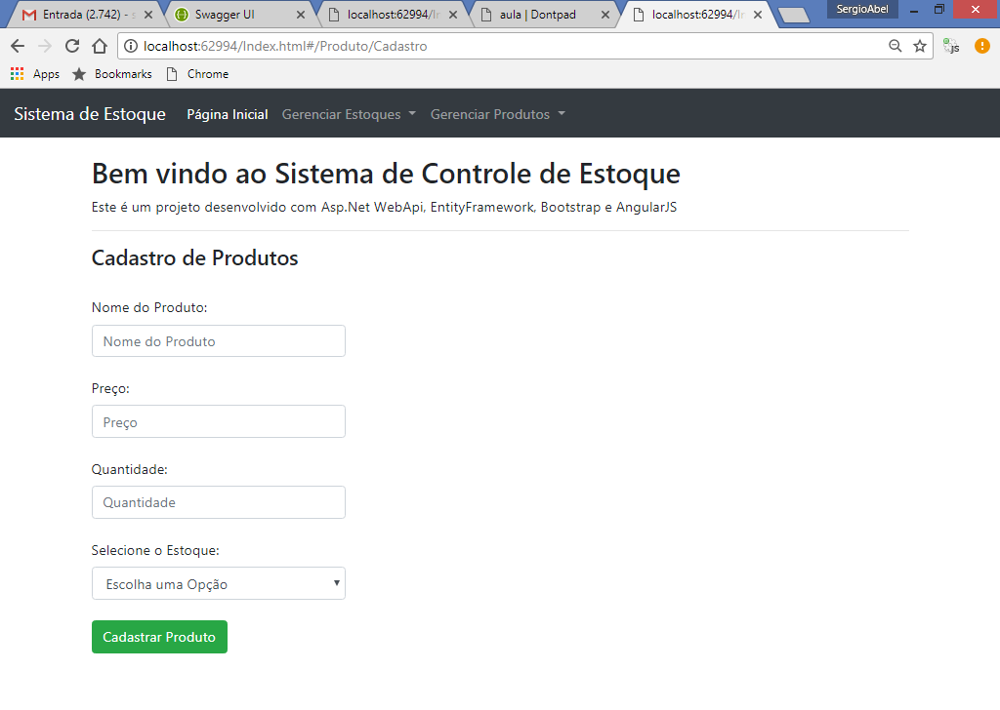 Entrada (2.742) - s
Swagger UI
localhost:62994/In
aula | Dontpad
localhost:62994/In
SergioAbel
localhost:62994/Index.html#/Produto/Cadastro
js
Apps
Bookmarks
Chrome
Sistema de Estoque
Página Inicial
Gerenciar Estoques
Gerenciar Produtos
Bem vindo ao Sistema de Controle de Estoque
Este é um projeto desenvolvido com Asp.Net WebApi, EntityFramework, Bootstrap e AngularJS
Cadastro de Produtos
Nome do Produto:
Nome do Produto
Preço:
Preço
Quantidade:
Quantidade
Selecione o Estoque:
Escolha uma Opção
Cadastrar Produto